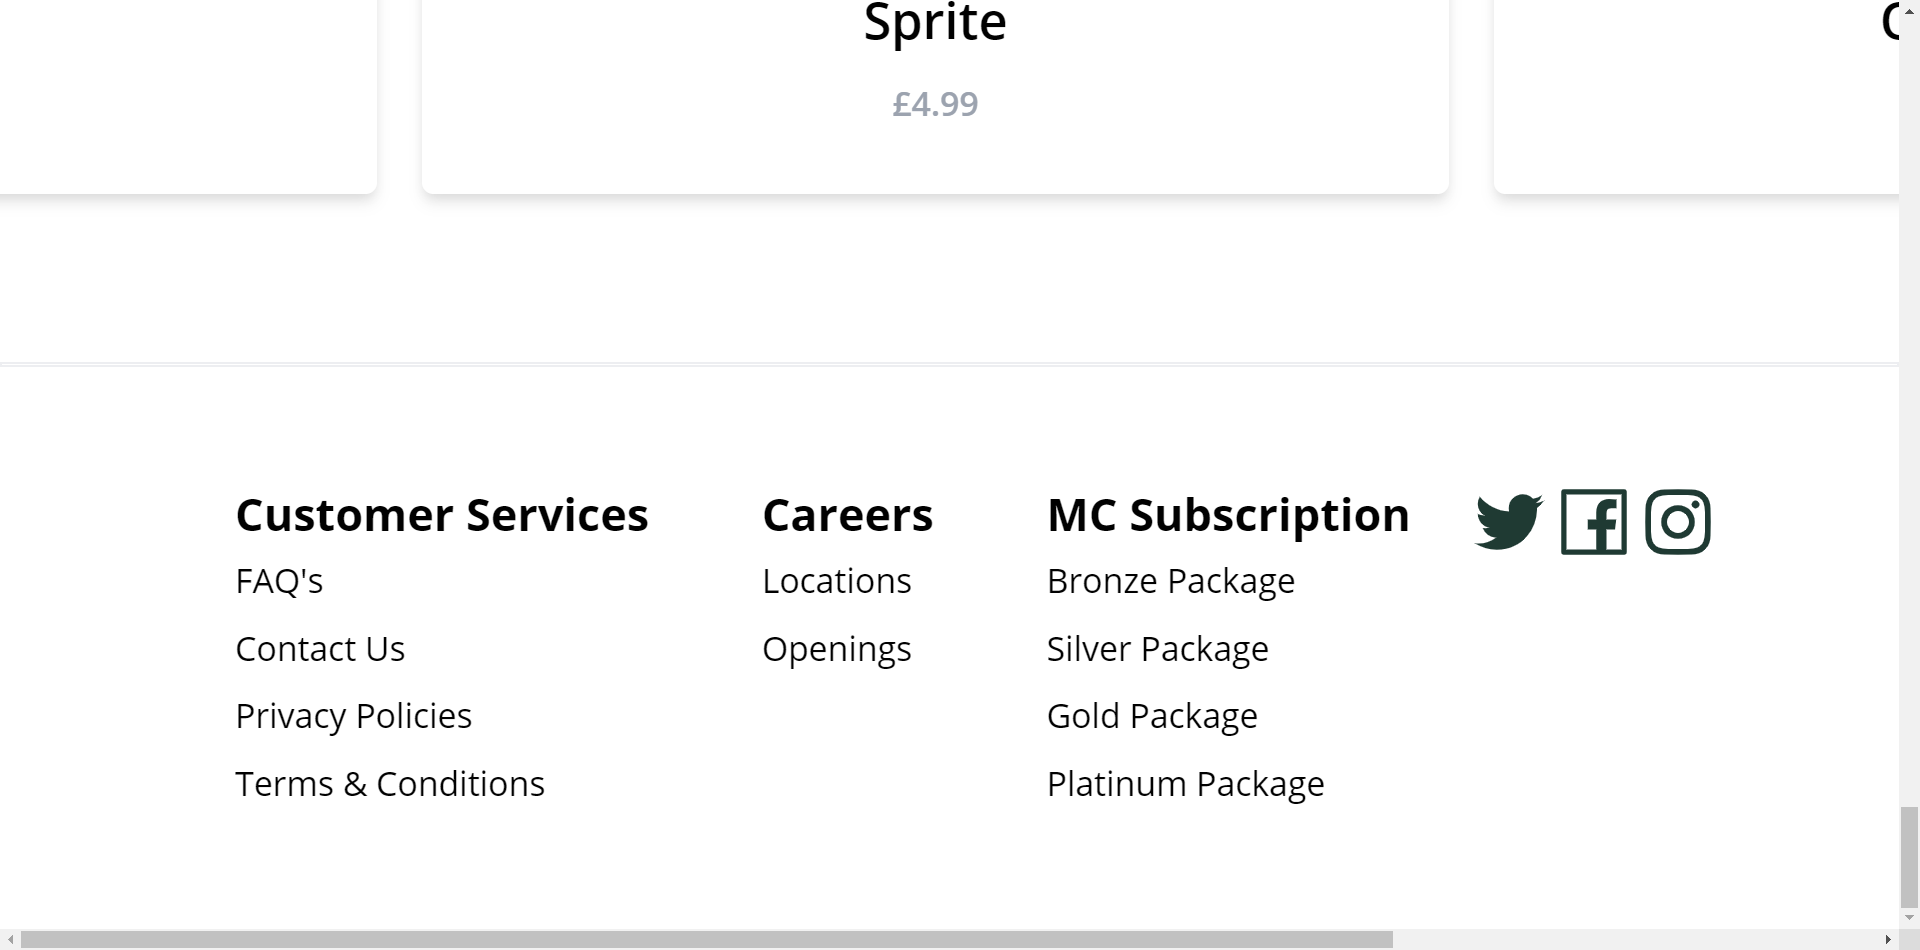 Sprite
£4.99
Customer Services
FAQ's
Contact Us
Privacy Policies
Terms & Conditions
Careers
Locations
Openings
MC Subscription
Bronze Package
Silver Package
Gold Package
Platinum Package